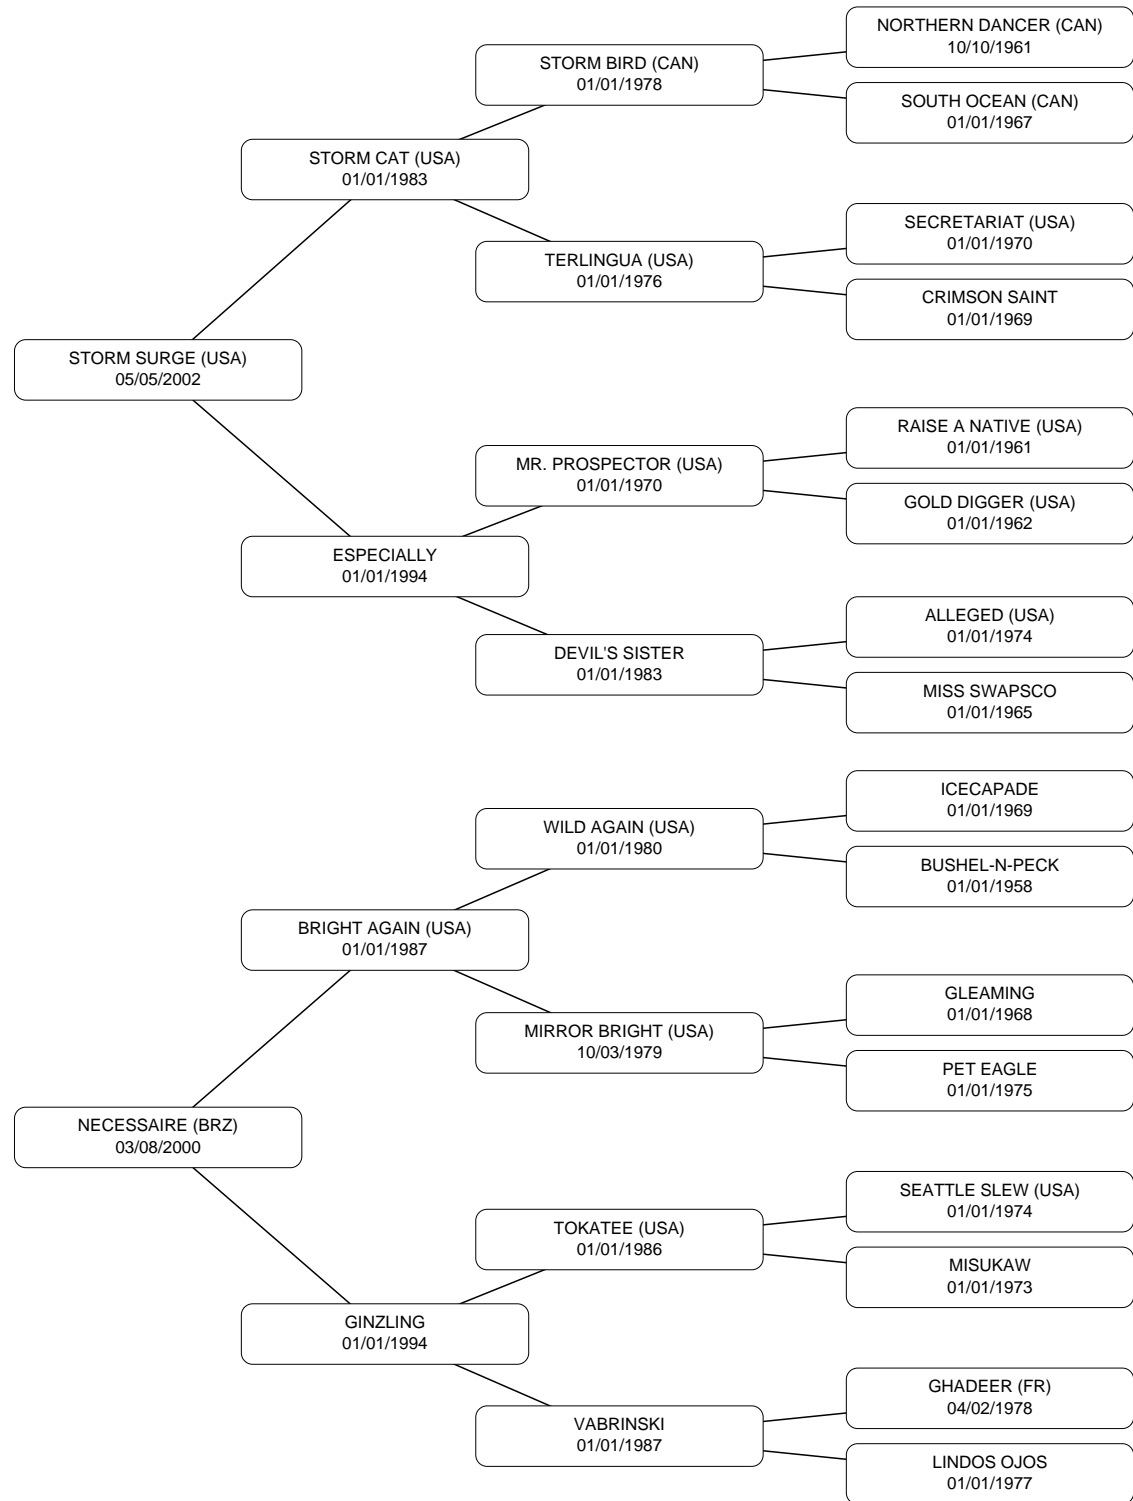 NORTHERN DANCER (CAN)
10/10/1961
STORM BIRD (CAN)
01/01/1978
SOUTH OCEAN (CAN)
01/01/1967
STORM CAT (USA)
01/01/1983
SECRETARIAT (USA)
01/01/1970
TERLINGUA (USA)
01/01/1976
CRIMSON SAINT
01/01/1969
STORM SURGE (USA)
05/05/2002
RAISE A NATIVE (USA)
01/01/1961
MR. PROSPECTOR (USA)
01/01/1970
GOLD DIGGER (USA)
01/01/1962
ESPECIALLY
01/01/1994
ALLEGED (USA)
01/01/1974
DEVIL'S SISTER
01/01/1983
MISS SWAPSCO
01/01/1965
ICECAPADE
01/01/1969
WILD AGAIN (USA)
01/01/1980
BUSHEL-N-PECK
01/01/1958
BRIGHT AGAIN (USA)
01/01/1987
GLEAMING
01/01/1968
MIRROR BRIGHT (USA)
10/03/1979
PET EAGLE
01/01/1975
NECESSAIRE (BRZ)
03/08/2000
SEATTLE SLEW (USA)
01/01/1974
TOKATEE (USA)
01/01/1986
MISUKAW
01/01/1973
GINZLING
01/01/1994
GHADEER (FR)
04/02/1978
VABRINSKI
01/01/1987
LINDOS OJOS
01/01/1977